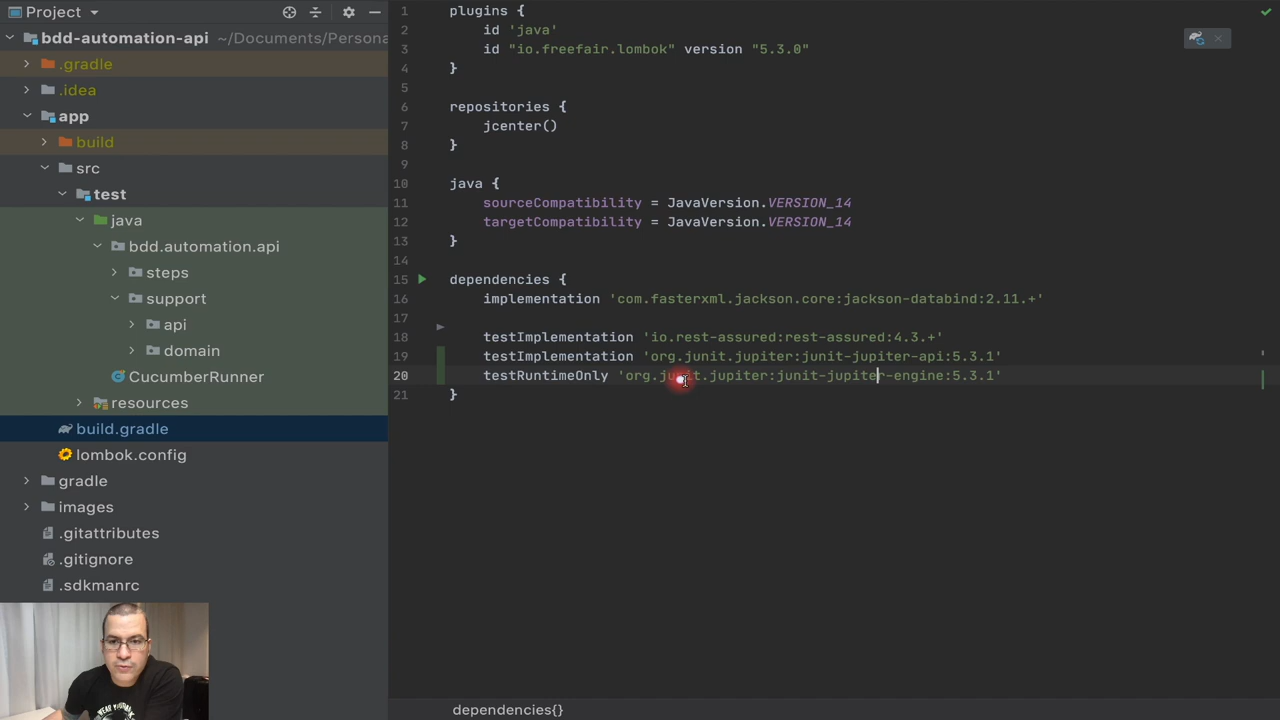 Project
bdd-automation-api ~/Documents/Persona
.gradle
.idea
app
build
src
test
java
bdd.automation.api
steps
support
api
domain
CucumberRunner
resources
build.gradle
lombok.config
gradle
images
.gitattributes
.gitignore
.sdkmanrc
1 plugins {
2 id 'java'
3 id "io.freefair.lombok" version "5.3.0"
4 }
5
6 repositories {
7 jcenter()
8 }
9
10 java {
11 sourceCompatibility = JavaVersion.VERSION_14
12 targetCompatibility = JavaVersion.VERSION_14
13 }
14
15 dependencies {
16 implementation 'com.fasterxml.jackson.core:jackson-databind:2.11.+'
17
18 testImplementation 'io.rest-assured:rest-assured:4.3.+'
19 testImplementation 'org.junit.jupiter:junit-jupiter-api:5.3.1'
20 testRuntimeOnly 'org.junit.jupiter:junit-jupiter-engine:5.3.1'
21 }
dependencies{}